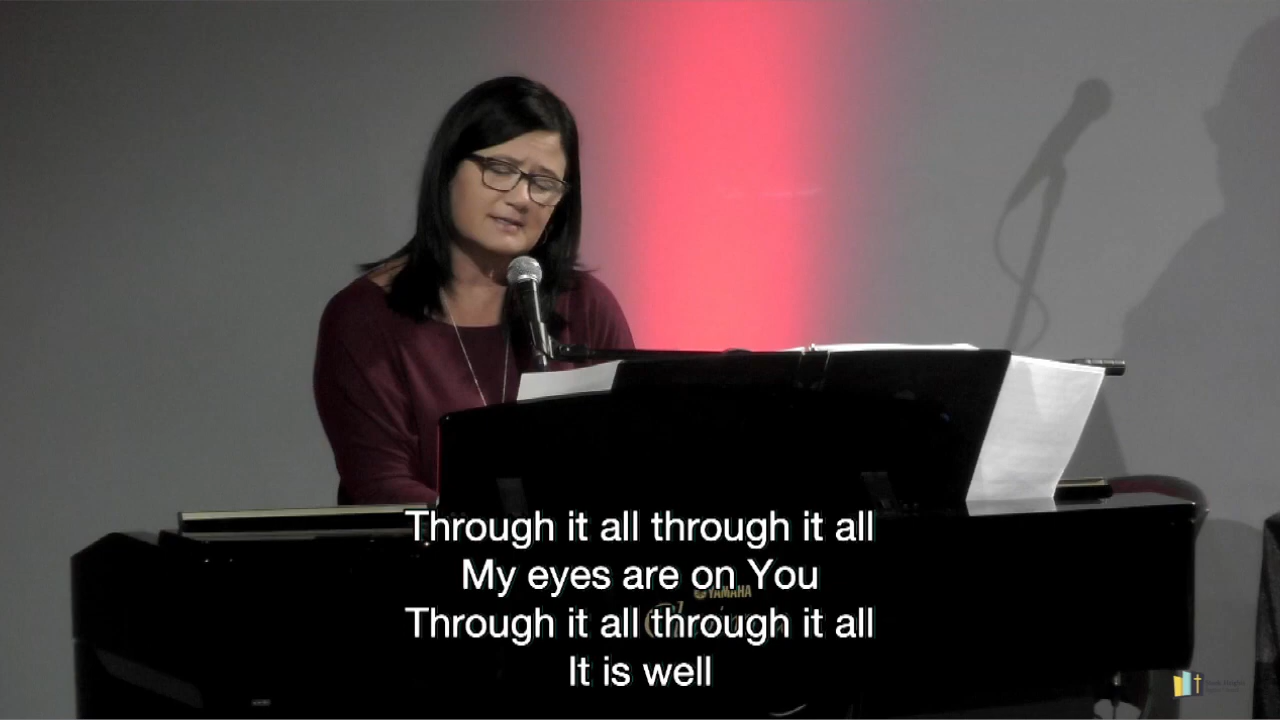 Through it all through it all
My eyes are on You
YAMAHA
Through it all through it all
It is well